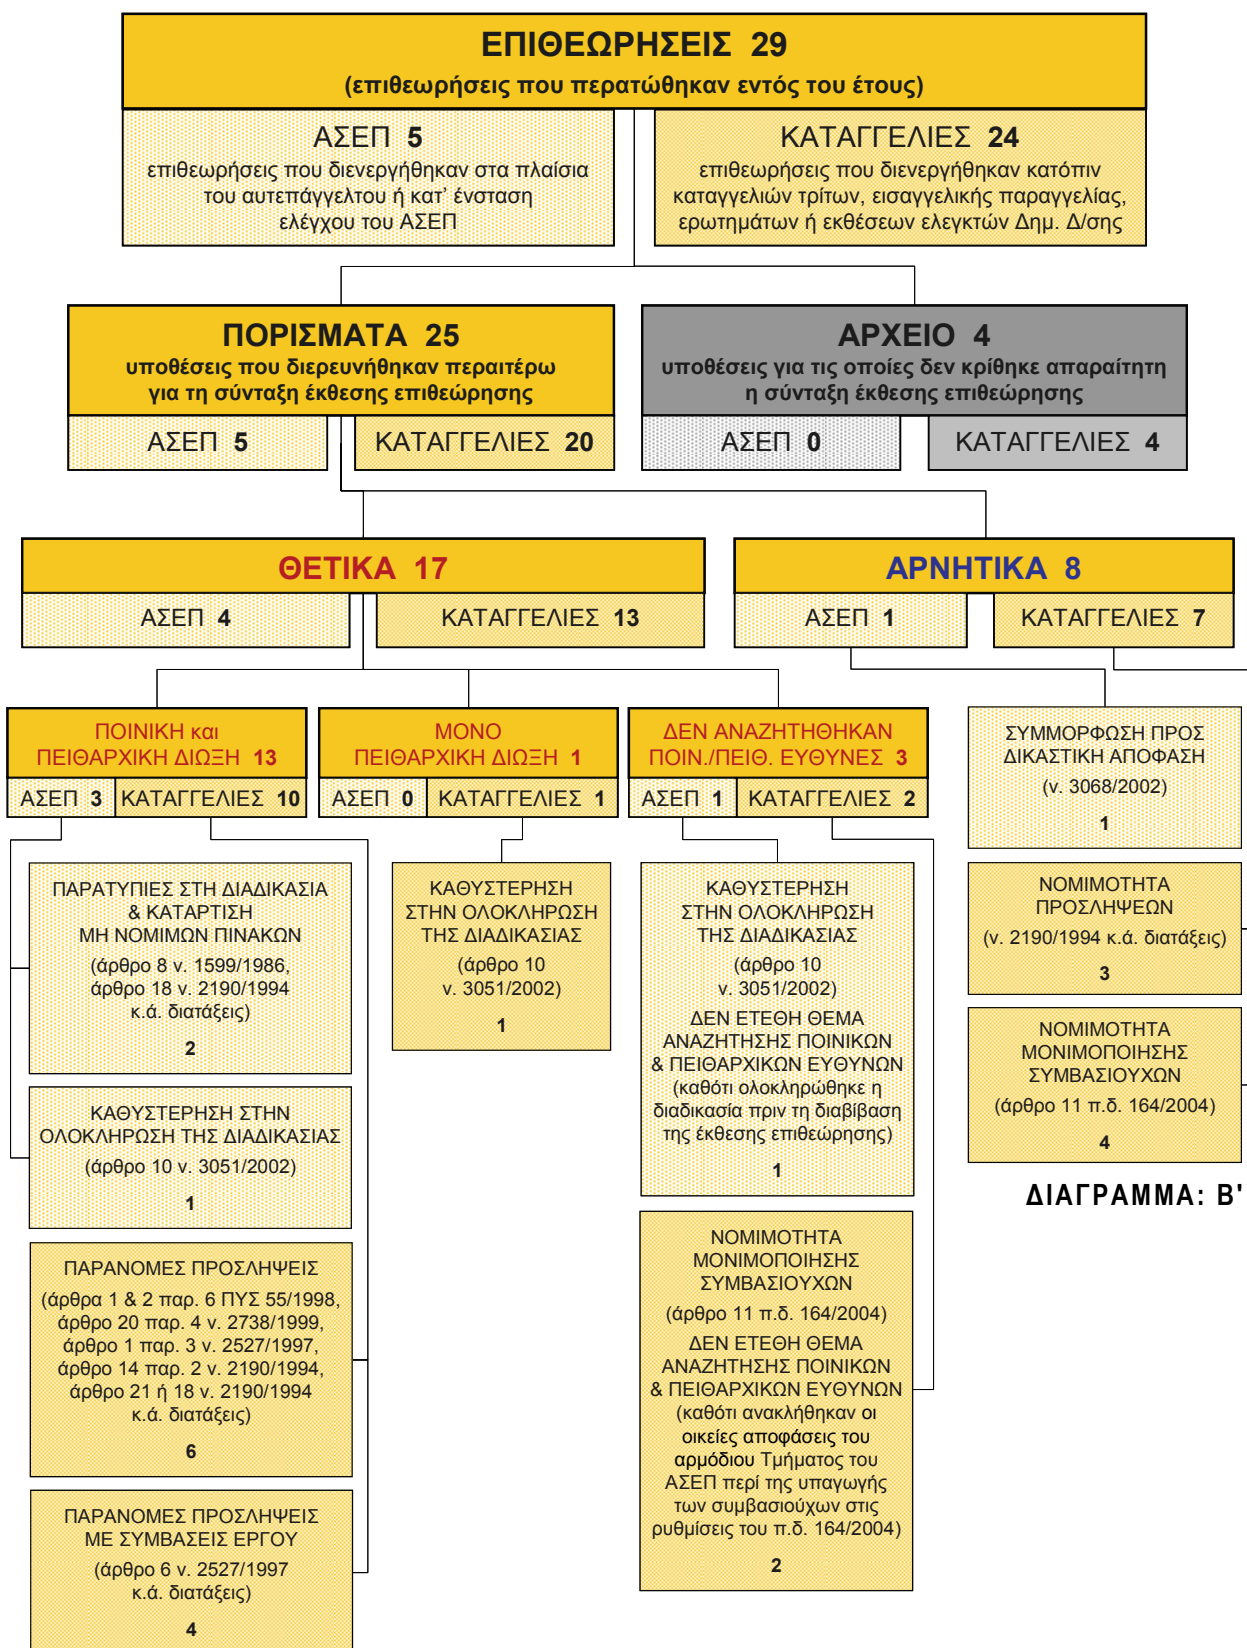 ΕΠΙΘΕΩΡΗΣΕΙΣ 29
(επιθεωρήσεις που περατώθηκαν εντός του έτους)
ΑΣΕΠ 5
επιθεωρήσεις που διενεργήθηκαν στα πλαίσια
του αυτεπάγγελτου ή κατ' ένσταση
ελέγχου του ΑΣΕΠ
ΚΑΤΑΓΓΕΛΙΕΣ 24
επιθεωρήσεις που διενεργήθηκαν κατόπιν
καταγγελιών τρίτων, εισαγγελικής παραγγελίας,
ερωτημάτων ή εκθέσεων ελεγκτών Δημ. Δ/σης
ΠΟΡΙΣΜΑΤΑ 25
υποθέσεις που διερευνήθηκαν περαιτέρω
για τη σύνταξη έκθεσης επιθεώρησης
ΑΣΕΠ 5
ΚΑΤΑΓΓΕΛΙΕΣ 20
ΑΡΧΕΙΟ 4
υποθέσεις για τις οποίες δεν κρίθηκε απαραίτητη
η σύνταξη έκθεσης επιθεώρησης
ΑΣΕΠ 0
ΚΑΤΑΓΓΕΛΙΕΣ 4
ΘΕΤΙΚΑ 17
ΑΣΕΠ 4
ΚΑΤΑΓΓΕΛΙΕΣ 13
ΑΡΝΗΤΙΚΑ 8
ΑΣΕΠ 1
ΚΑΤΑΓΓΕΛΙΕΣ 7
ΠΟΙΝΙΚΗ και
ΠΕΙΘΑΡΧΙΚΗ ΔΙΩΞΗ 13
ΑΣΕΠ 3
ΚΑΤΑΓΓΕΛΙΕΣ 10
ΜΟΝΟ
ΠΕΙΘΑΡΧΙΚΗ ΔΙΩΞΗ 1
ΑΣΕΠ 0
ΚΑΤΑΓΓΕΛΙΕΣ 1
ΔΕΝ ΑΝΑΖΗΤΗΘΗΚΑΝ
ΠΟΙΝ./ΠΕΙΘ. ΕΥΘΥΝΕΣ 3
ΑΣΕΠ 1
ΚΑΤΑΓΓΕΛΙΕΣ 2
ΠΑΡΑΤΥΠΙΕΣ ΣΤΗ ΔΙΑΔΙΚΑΣΙΑ
& ΚΑΤΑΡΤΙΣΗ
ΜΗ ΝΟΜΙΜΩΝ ΠΙΝΑΚΩΝ
(άρθρο 8 ν. 1599/1986,
άρθρο 18 ν. 2190/1994
κ.ά. διατάξεις)
2
ΚΑΘΥΣΤΕΡΗΣΗ ΣΤΗΝ
ΟΛΟΚΛΗΡΩΣΗ ΤΗΣ ΔΙΑΔΙΚΑΣΙΑΣ
(άρθρο 10 ν. 3051/2002)
1
ΠΑΡΑΝΟΜΕΣ ΠΡΟΣΛΗΨΕΙΣ
(άρθρα 1 & 2 παρ. 6 ΠΥΣ 55/1998,
άρθρο 20 παρ. 4 ν. 2738/1999,
άρθρο 1 παρ. 3 ν. 2527/1997,
άρθρο 14 παρ. 2 ν. 2190/1994,
άρθρο 21 ή 18 ν. 2190/1994
κ.ά. διατάξεις)
6
ΠΑΡΑΝΟΜΕΣ ΠΡΟΣΛΗΨΕΙΣ
ΜΕ ΣΥΜΒΑΣΕΙΣ ΕΡΓΟΥ
(άρθρο 6 ν. 2527/1997
κ.ά. διατάξεις)
4
ΚΑΘΥΣΤΕΡΗΣΗ
ΣΤΗΝ ΟΛΟΚΛΗΡΩΣΗ
ΤΗΣ ΔΙΑΔΙΚΑΣΙΑΣ
(άρθρο 10
ν. 3051/2002)
1
ΚΑΘΥΣΤΕΡΗΣΗ
ΣΤΗΝ ΟΛΟΚΛΗΡΩΣΗ
ΤΗΣ ΔΙΑΔΙΚΑΣΙΑΣ
(άρθρο 10
ν. 3051/2002)
ΔΕΝ ΕΤΕΘΗ ΘΕΜΑ
ΑΝΑΖΗΤΗΣΗΣ ΠΟΙΝΙΚΩΝ
& ΠΕΙΘΑΡΧΙΚΩΝ ΕΥΘΥΝΩΝ
(καθότι ολοκληρώθηκε η
διαδικασία πριν τη διαβίβαση
της έκθεσης επιθεώρησης)
1
ΝΟΜΙΜΟΤΗΤΑ
ΜΟΝΙΜΟΠΟΙΗΣΗΣ
ΣΥΜΒΑΣΙΟΥΧΩΝ
(άρθρο 11 π.δ. 164/2004)
ΔΕΝ ΕΤΕΘΗ ΘΕΜΑ
ΑΝΑΖΗΤΗΣΗΣ ΠΟΙΝΙΚΩΝ
& ΠΕΙΘΑΡΧΙΚΩΝ ΕΥΘΥΝΩΝ
(καθότι ανακλήθηκαν οι
οικείες αποφάσεις του
αρμόδιου Τμήματος του
ΑΣΕΠ περί της υπαγωγής
των συμβασιούχων στις
ρυθμίσεις του π.δ. 164/2004)
2
ΣΥΜΜΟΡΦΩΣΗ ΠΡΟΣ
ΔΙΚΑΣΤΙΚΗ ΑΠΟΦΑΣΗ
(ν. 3068/2002)
1
ΝΟΜΙΜΟΤΗΤΑ
ΠΡΟΣΛΗΨΕΩΝ
(ν. 2190/1994 κ.ά. διατάξεις)
3
ΝΟΜΙΜΟΤΗΤΑ
ΜΟΝΙΜΟΠΟΙΗΣΗΣ
ΣΥΜΒΑΣΙΟΥΧΩΝ
(άρθρο 11 π.δ. 164/2004)
4
ΔΙΑΓΡΑΜΜΑ: Β'